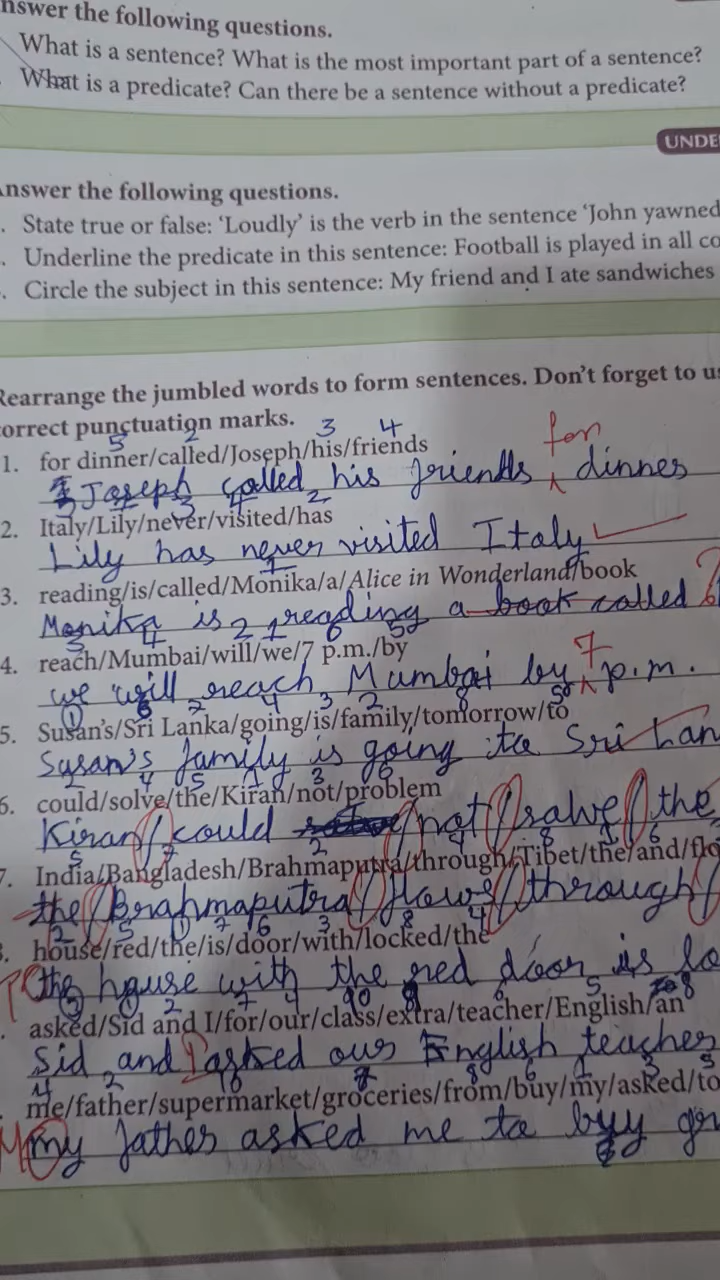 nswer the following questions.
What is a sentence? What is the most important part of a sentence?
What is a predicate? Can there be a sentence without a predicate?
UNDE
Answer the following questions.
. State true or false: 'Loudly' is the verb in the sentence 'John yawned
. Underline the predicate in this sentence: Football is played in all co
. Circle the subject in this sentence: My friend and I ate sandwiches
Rearrange the jumbled words to form sentences. Don't forget to us
orrect punctuation marks.
5 2 3 4
for
1. for dinner/called/Joseph/his/friends
Joseph called his friends dinner
2. Italy/Lily/never/visited/has
Lily has never visited Italy
3. reading/is/called/Monika/a/Alice in Wonderland/book
Monika is reading a book called
7
4. reach/Mumbai/will/we/7 p.m./by
we will reach Mumbai by p.m.
5. Susan's/Sri Lanka/going/is/family/tomorrow/to
Susan's family is going to Sri Lan
6. could/solve/the/Kiran/not/problem
Kiran/could /not/salve/the
7. India/Bangladesh/Brahmaputra/through/Tibet/the/and/flo
the/Brahmaputra/flows/through/
. house/red/the/is/door/with/locked/the
the house with the red door is lo
. asked/Sid and I/for/our/class/extra/teacher/English/an
Sid and I asked our English teacher
. me/father/supermarket/groceries/from/buy/my/asked/to
M my father asked me to buy gro